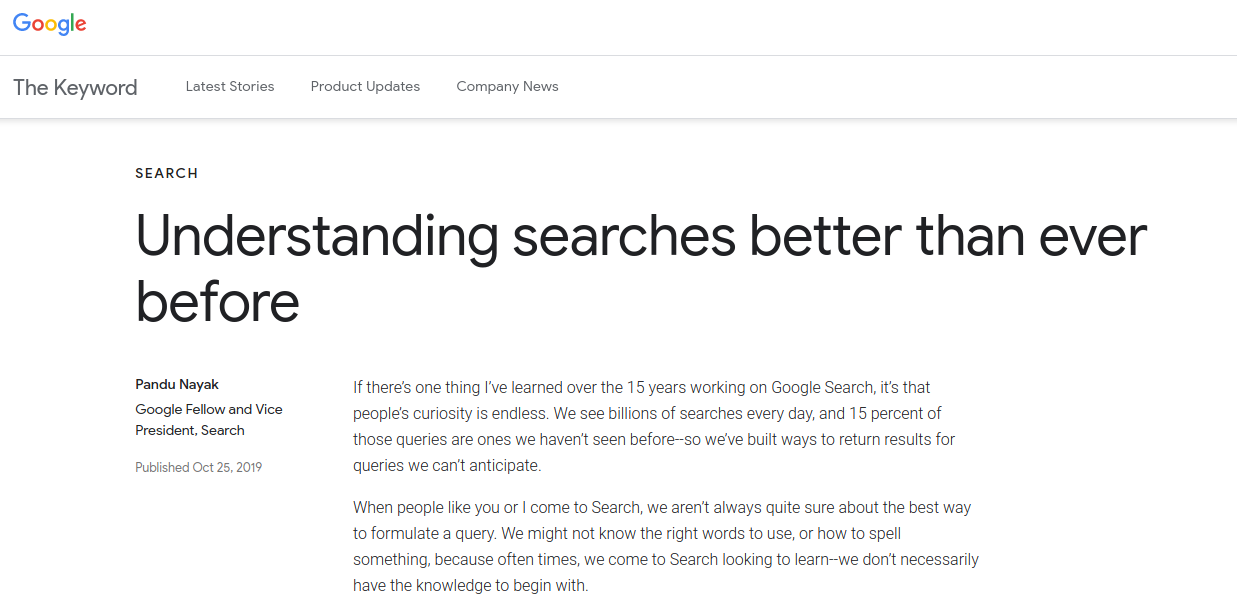 Google
The Keyword Latest Stories Product Updates Company News
SEARCH
Understanding searches better than ever
before
Pandu Nayak
Google Fellow and Vice
President, Search
Published Oct 25, 2019
If there’s one thing I’ve learned over the 15 years working on Google Search, it’s that
people’s curiosity is endless. We see billions of searches every day, and 15 percent of
those queries are ones we haven’t seen before--so we’ve built ways to return results for
queries we can’t anticipate.
When people like you or I come to Search, we aren’t always quite sure about the best way
to formulate a query. We might not know the right words to use, or how to spell
something, because often times, we come to Search looking to learn--we don’t necessarily
have the knowledge to begin with.